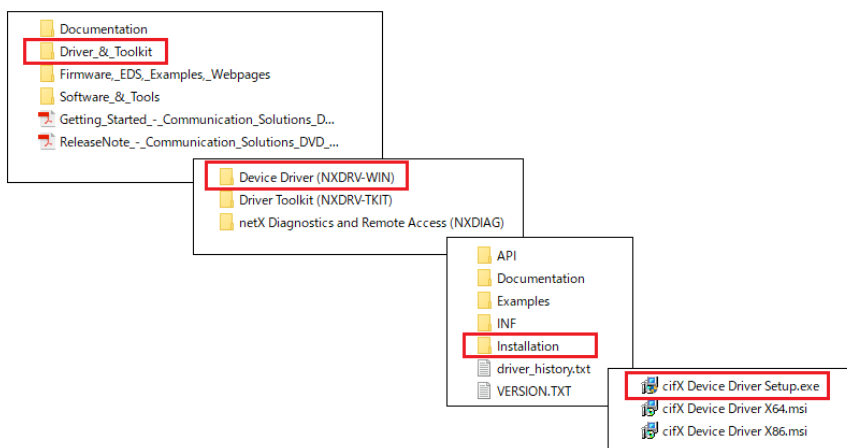 Documentation
Driver_&_Toolkit
Firmware,_EDS,_Examples,_Webpages
Software_&_Tools
Getting_Started_-_Communication_Solutions_D...
ReleaseNote_-_Communication_Solutions_DVD_...
Device Driver (NXDRV-WIN)
Driver Toolkit (NXDRV-TKIT)
netX Diagnostics and Remote Access (NXDIAG)
API
Documentation
Examples
INF
Installation
driver_history.txt
VERSION.TXT
cifX Device Driver Setup.exe
cifX Device Driver X64.msi
cifX Device Driver X86.msi